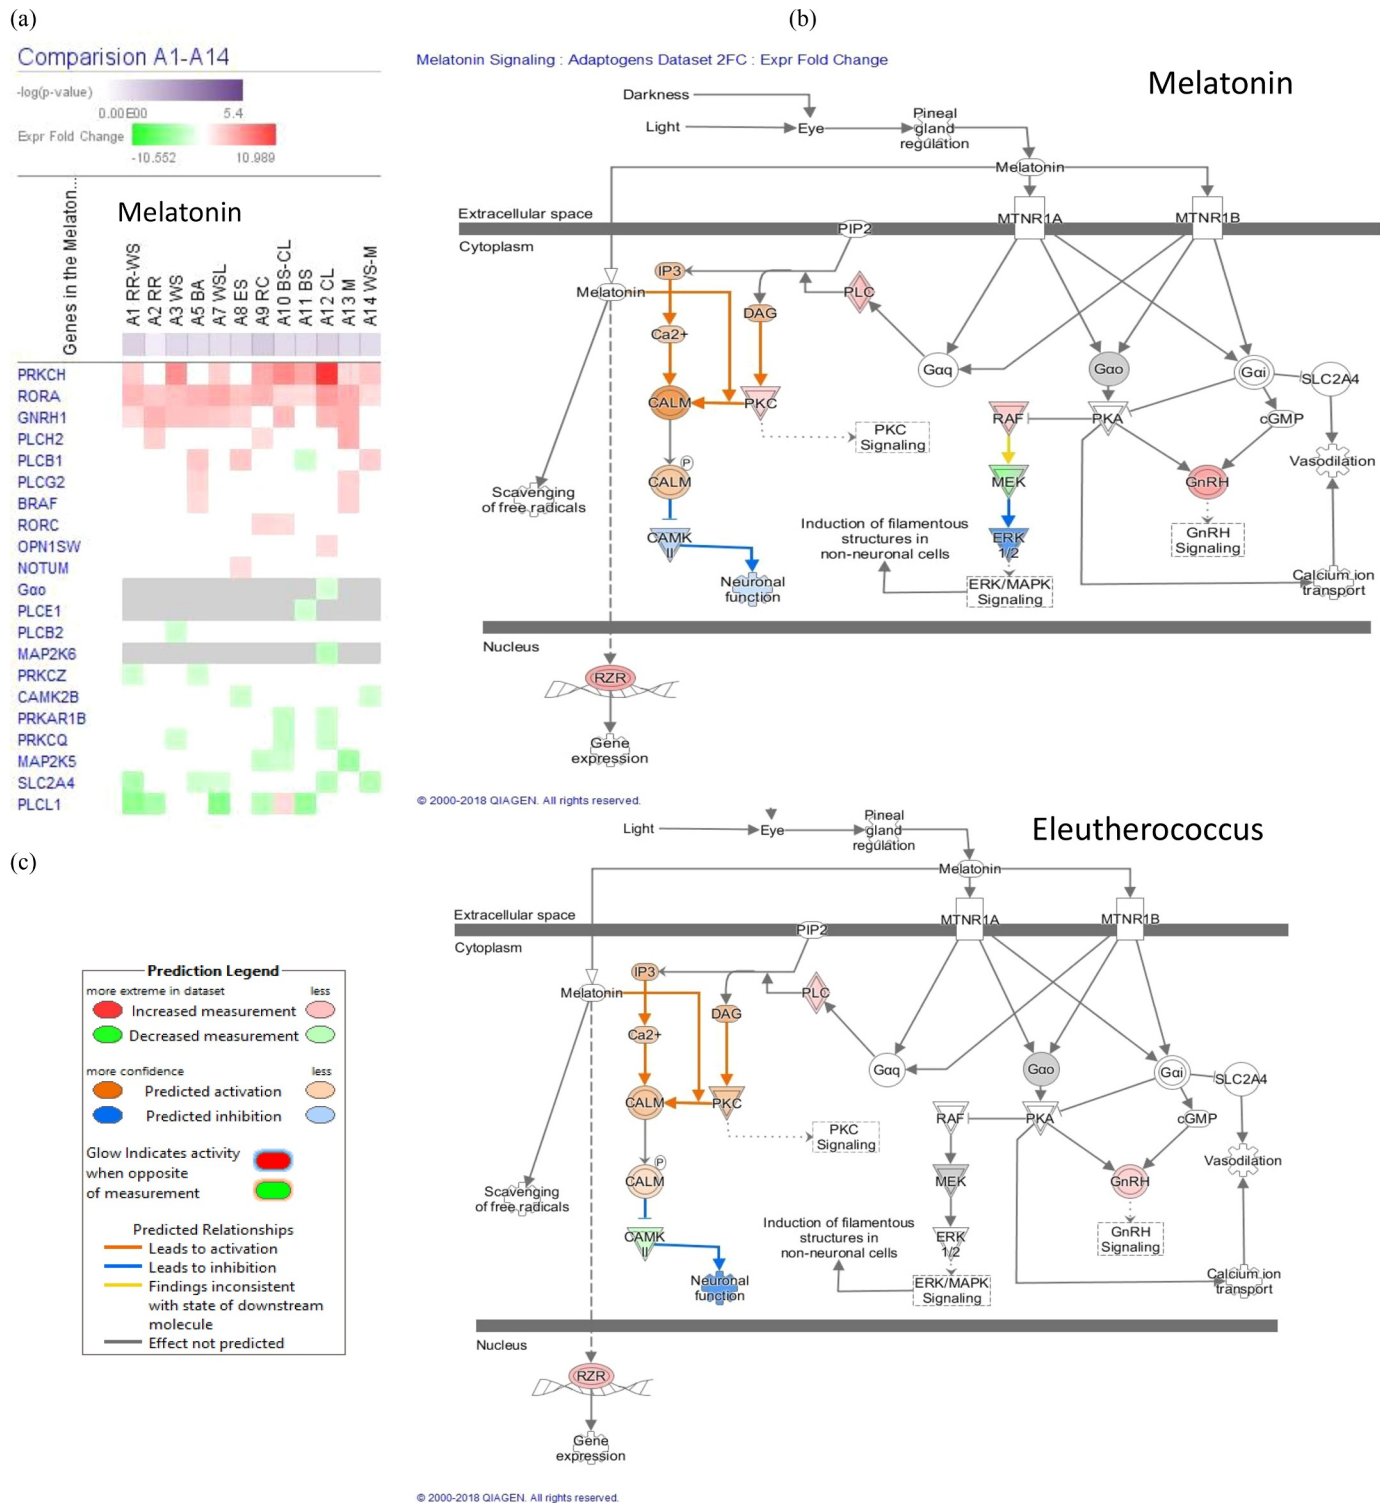 (a)
Comparision A1-A14
-log(p-value)
0.00E00
5.4
Expr Fold Change
-10.552
10.989
Genes in the Melaton...
Melatonin
A1 RR-WS
A2 RR
A3 WS
A5 BA
A7 WSL
A8 ES
A9 RC
A10 BS-CL
A11 BS
A12 CL
A13 M
A14 WS-M
PRKCH
RORA
GNRH1
PLCH2
PLCB1
PLCG2
BRAF
RORC
OPN1SW
NOTUM
Gαo
PLCE1
PLCB2
MAP2K6
PRKCZ
CAMK2B
PRKAR1B
PRKCQ
MAP2K5
SLC2A4
PLCL1
(b)
Melatonin Signaling : Adaptogens Dataset 2FC : Expr Fold Change
Melatonin
Darkness
Light
Eye
Pineal
gland
regulation
Melatonin
Extracellular space
MTNR1A
MTNR1B
PIP2
Cytoplasm
IP3
Melatonin
DAG
PLC
Ca2+
Gαq
Gαo
Gαi
SLC2A4
CALM
PKC
RAF
PKA
cGMP
PKC
Signaling
Vasodilation
P
CALM
MEK
GnRH
Scavenging
of free radicals
Induction of filamentous
structures in
non-neuronal cells
CAMK
II
ERK
1/2
GnRH
Signaling
Neuronal
function
ERK/MAPK
Signaling
Calcium ion
transport
Nucleus
RZR
Gene
expression
© 2000-2018 QIAGEN. All rights reserved.
(c)
Eleutherococcus
Light
Eye
Pineal
gland
regulation
Melatonin
Extracellular space
MTNR1A
MTNR1B
PIP2
Cytoplasm
IP3
Melatonin
DAG
PLC
Ca2+
Gαq
Gαo
Gαi
SLC2A4
CALM
PKC
RAF
PKA
cGMP
PKC
Signaling
Vasodilation
P
CALM
MEK
GnRH
Scavenging
of free radicals
Induction of filamentous
structures in
non-neuronal cells
CAMK
II
ERK
1/2
GnRH
Signaling
Neuronal
function
ERK/MAPK
Signaling
Calcium ion
transport
Nucleus
RZR
Gene
expression
© 2000-2018 QIAGEN. All rights reserved.
Prediction Legend
more extreme in dataset
less
Increased measurement
Decreased measurement
more confidence
less
Predicted activation
Predicted inhibition
Glow Indicates activity
when opposite
of measurement
Predicted Relationships
Leads to activation
Leads to inhibition
Findings inconsistent
with state of downstream
molecule
Effect not predicted